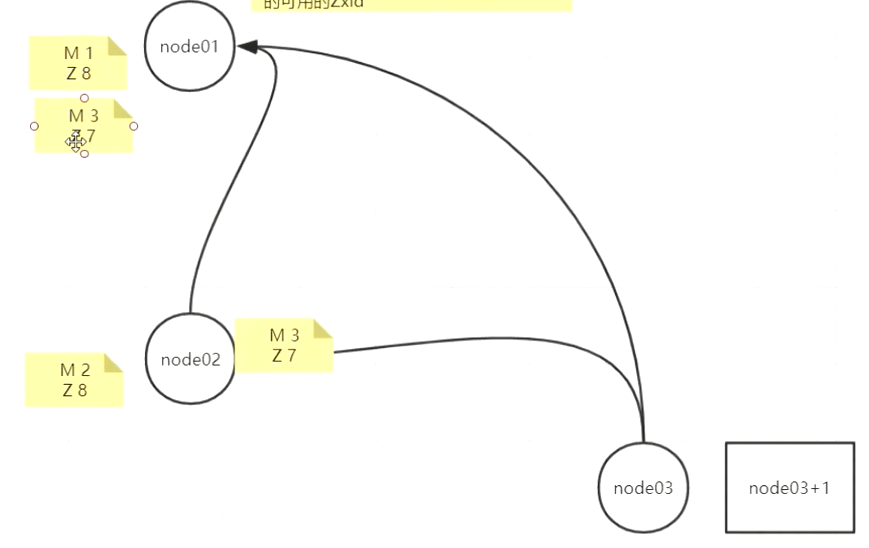 的可用的Zxid
node01
M 1
Z 8
M 3
Z 7
node02
M 3
Z 7
M 2
Z 8
node03
node03+1